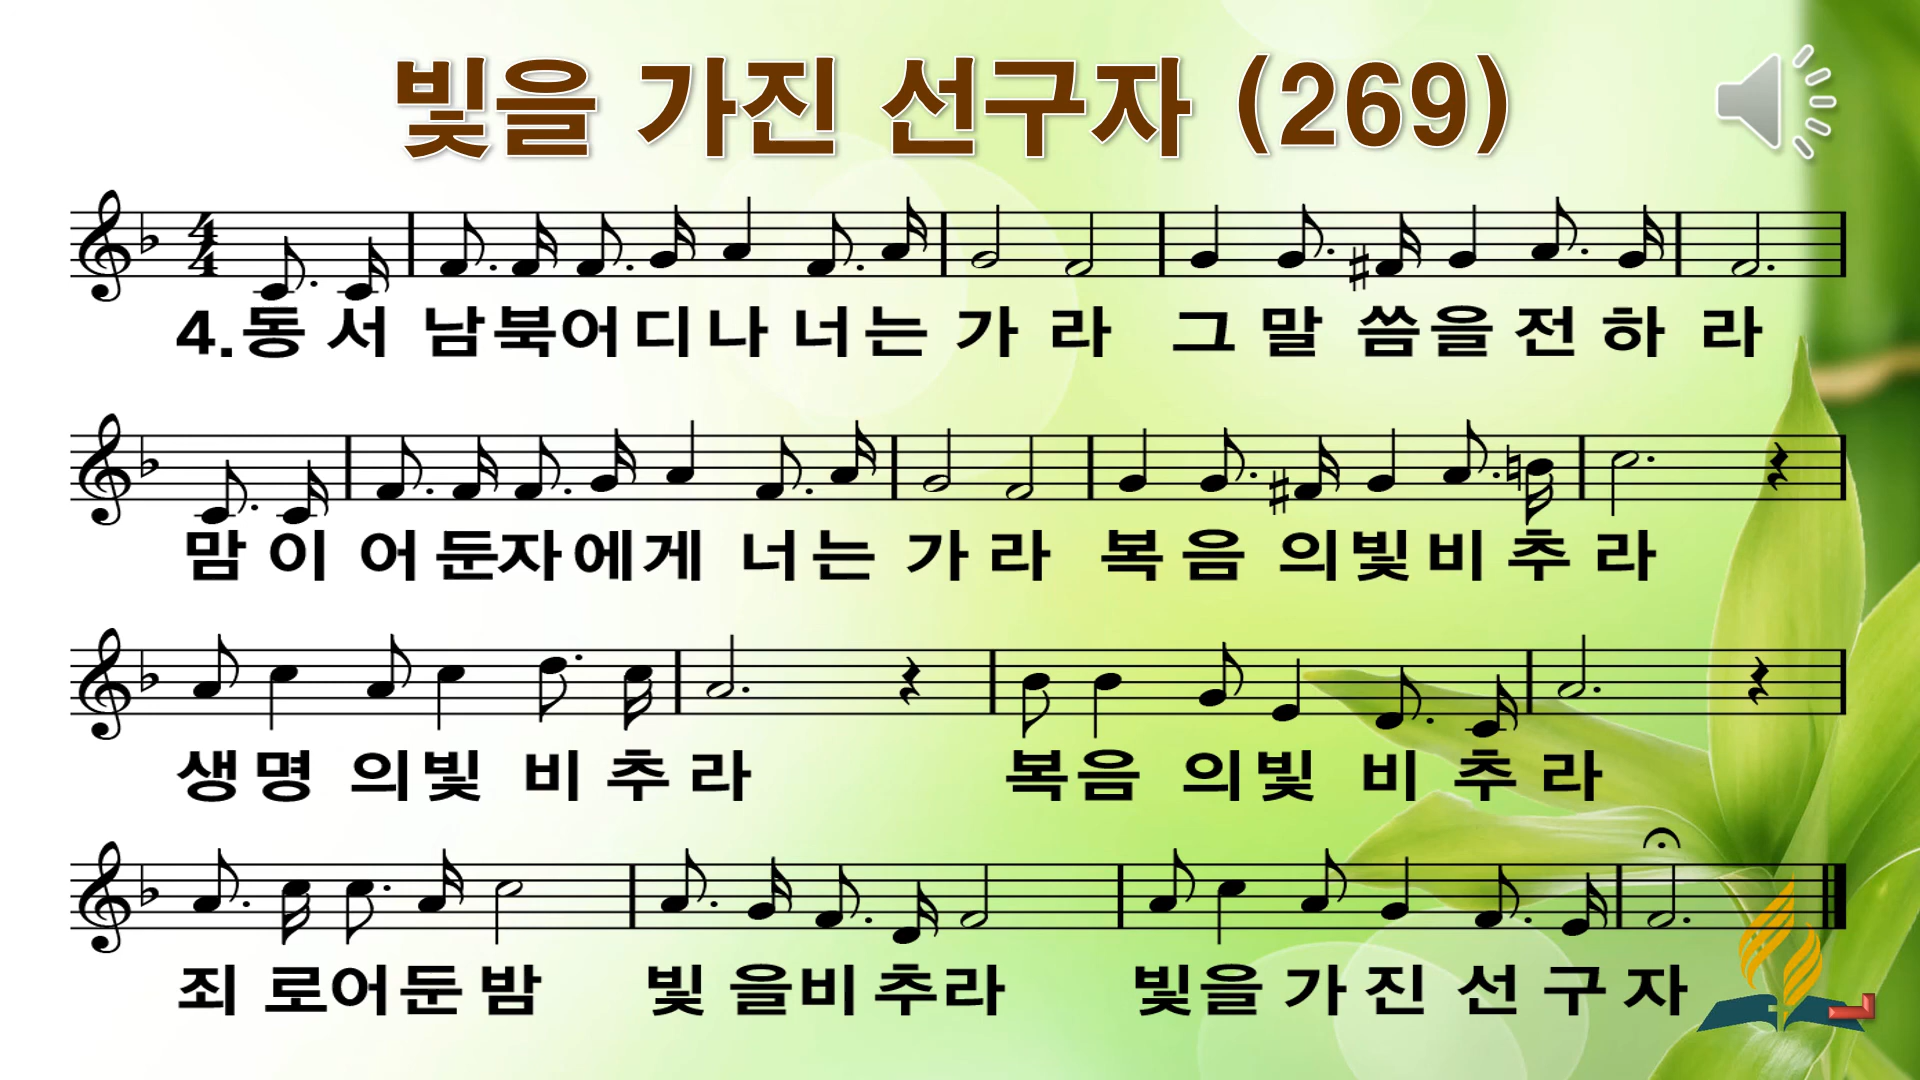 빛을 가진 선구자 (269)
4.동 서 남북어디나 너는 가 라 그 말 씀을 전 하 라
맘 이 어 둔자에게 너는 가 라 복 음 의빛 비 추 라
생명 의빛 비 추 라 복음 의빛 비 추 라
죄 로어둔 밤 빛 을비 추라 빛을 가 진 선 구 자